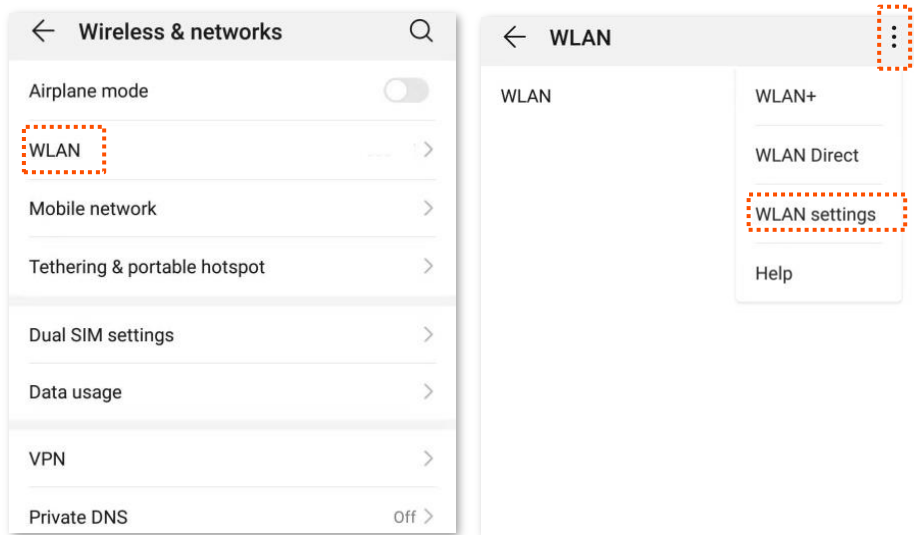 Wireless & networks
Airplane mode
WLAN
Mobile network
Tethering & portable hotspot
Dual SIM settings
Data usage
VPN
Private DNS
Off
WLAN
WLAN
WLAN+
WLAN Direct
WLAN settings
Help